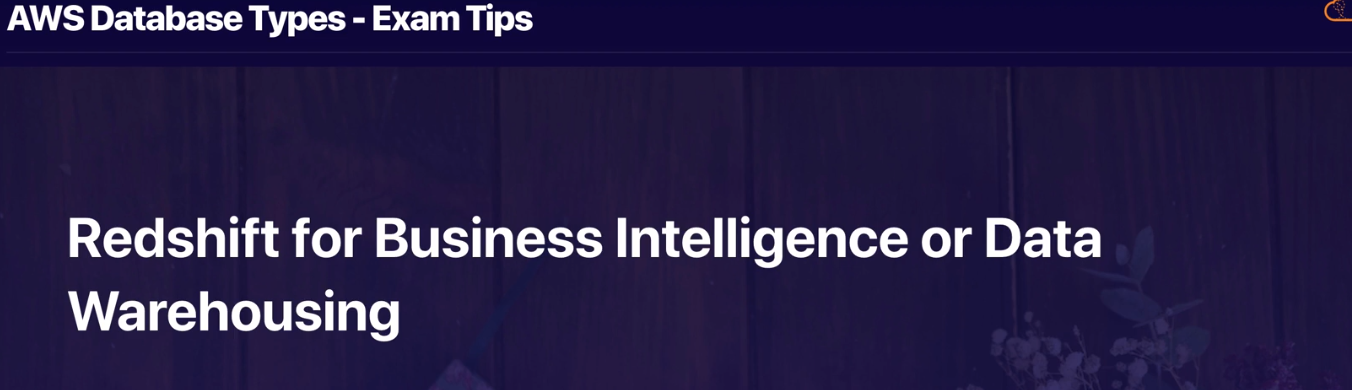 AWS Database Types - Exam Tips
Redshift for Business Intelligence or Data
Warehousing